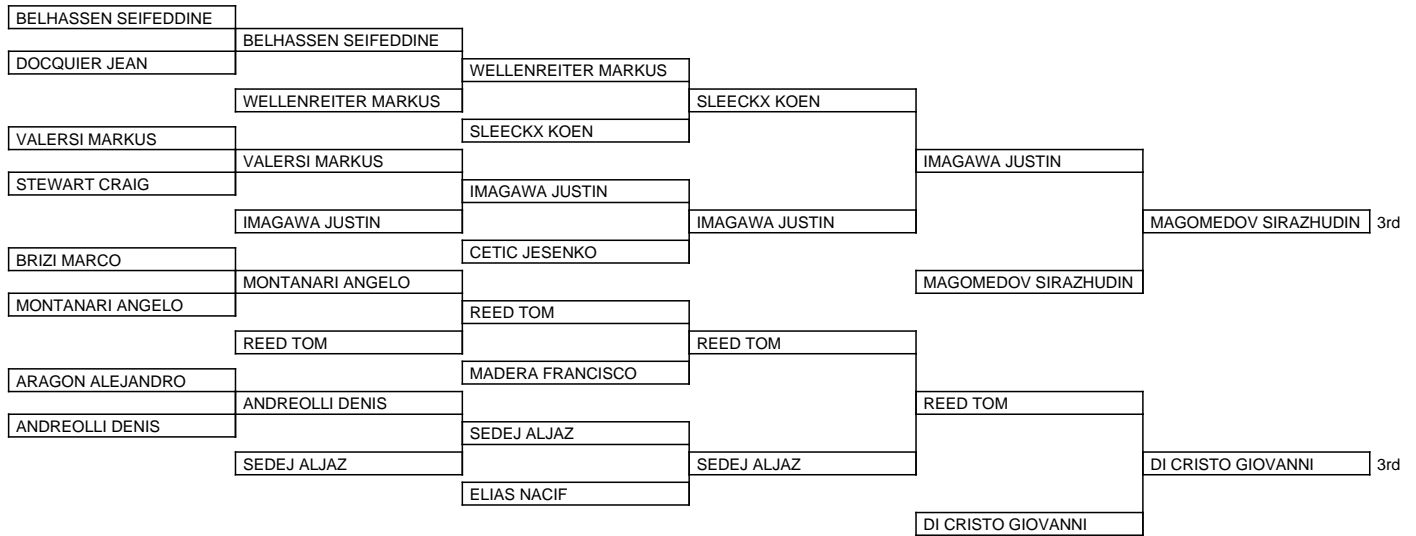 BELHASSEN SEIFEDDINE
BELHASSEN SEIFEDDINE
DOCQUIER JEAN
WELLENREITER MARKUS
WELLENREITER MARKUS
SLEECKX KOEN
SLEECKX KOEN
VALERSI MARKUS
VALERSI MARKUS
IMAGAWA JUSTIN
STEWART CRAIG
IMAGAWA JUSTIN
IMAGAWA JUSTIN
IMAGAWA JUSTIN
MAGOMEDOV SIRAZHUDIN 3rd
CETIC JESENKO
BRIZI MARCO
MONTANARI ANGELO
MAGOMEDOV SIRAZHUDIN
MONTANARI ANGELO
REED TOM
REED TOM
REED TOM
MADERA FRANCISCO
ARAGON ALEJANDRO
ANDREOLLI DENIS
REED TOM
ANDREOLLI DENIS
SEDEJ ALJAZ
SEDEJ ALJAZ
SEDEJ ALJAZ
DI CRISTO GIOVANNI 3rd
ELIAS NACIF
DI CRISTO GIOVANNI